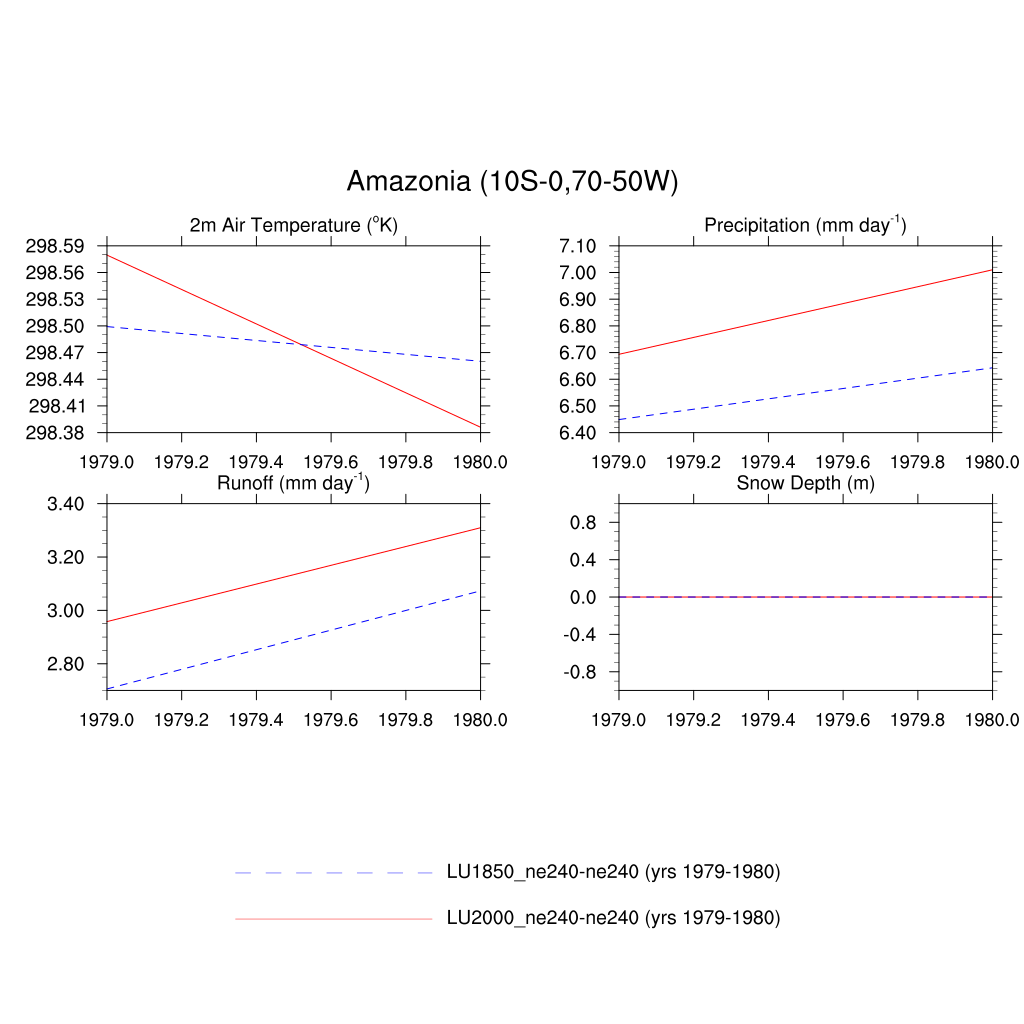 Amazonia (10S-0,70-50W)
2m Air Temperature (°K)
298.59
298.56
298.53
298.50
298.47
298.44
298.41
298.38
1979.0 1979.2 1979.4 1979.6 1979.8 1980.0
Precipitation (mm day⁻¹)
7.10
7.00
6.90
6.80
6.70
6.60
6.50
6.40
1979.0 1979.2 1979.4 1979.6 1979.8 1980.0
Runoff (mm day⁻¹)
3.40
3.20
3.00
2.80
1979.0 1979.2 1979.4 1979.6 1979.8 1980.0
Snow Depth (m)
0.8
0.4
0.0
-0.4
-0.8
1979.0 1979.2 1979.4 1979.6 1979.8 1980.0
LU1850_ne240-ne240 (yrs 1979-1980)
LU2000_ne240-ne240 (yrs 1979-1980)